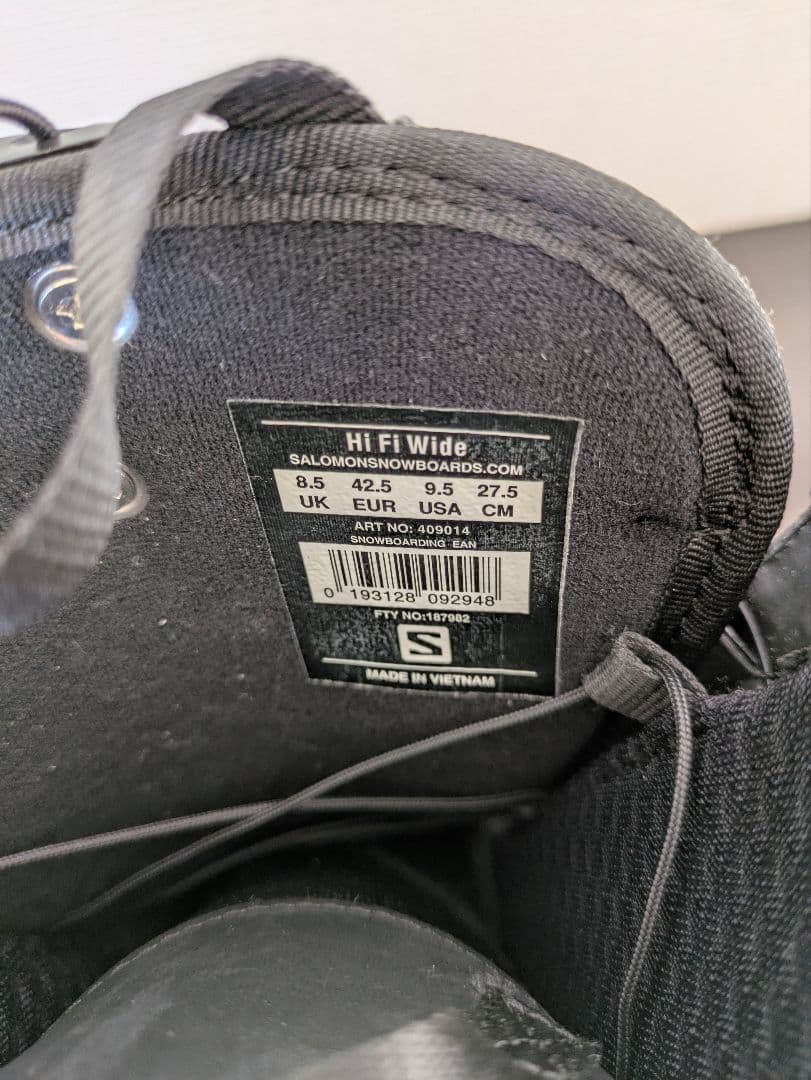 Hi Fi Wide
SALOMONSNOWBOARDS.COM
8.5 42.5 9.5 27.5
UK EUR USA CM
ART NO: 409014
SNOWBOARDING EAN
0 193128 092948
FTY NO:187982
S
MADE IN VIETNAM